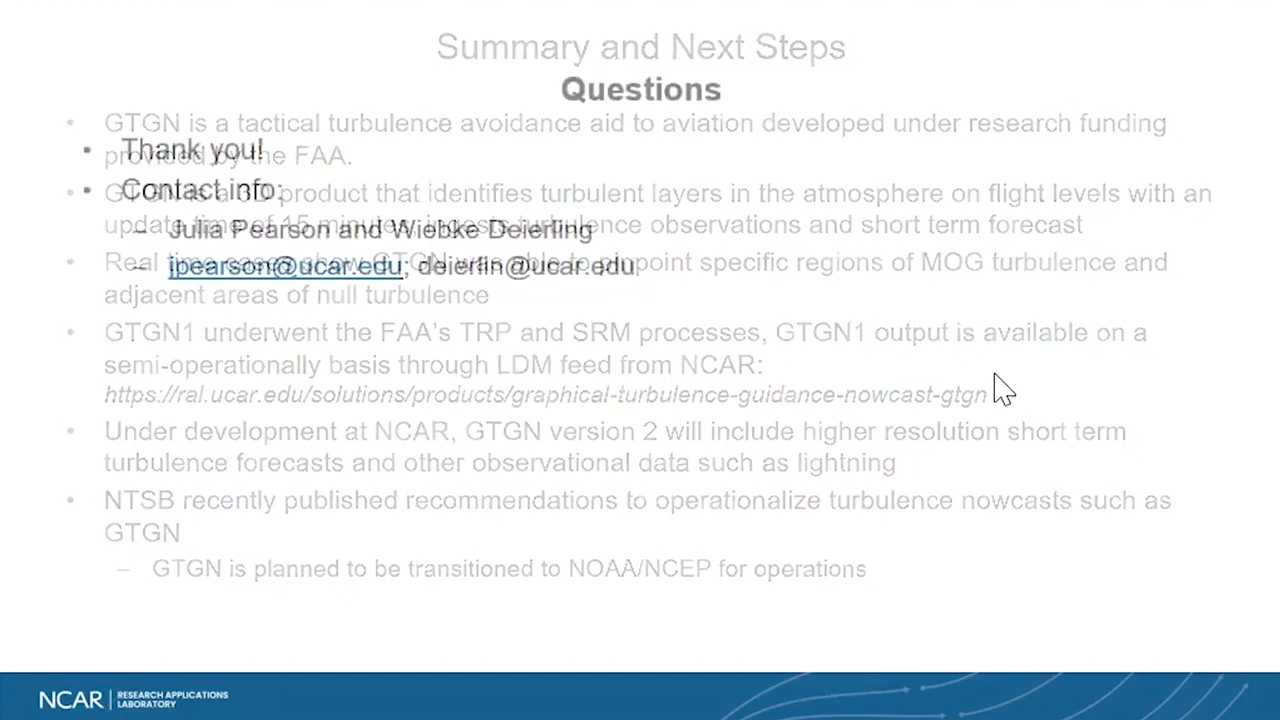 Summary and Next Steps
Questions
• GTGN is a tactical turbulence avoidance aid to aviation developed under research funding
provided by the FAA.
• Thank you!
• GTGN is a 3D product that identifies turbulent layers in the atmosphere on flight levels with an
update time of 15 minutes, ingests turbulence observations and short term forecast
• Contact info:
– Julia Pearson and Wiebke Deierling
– jpearson@ucar.edu; deierlin@ucar.edu
• Real time cases show GTGN was able to pinpoint specific regions of MOG turbulence and
adjacent areas of null turbulence
• GTGN1 underwent the FAA's TRP and SRM processes, GTGN1 output is available on a
semi-operationally basis through LDM feed from NCAR:
https://ral.ucar.edu/solutions/products/graphical-turbulence-guidance-nowcast-gtgn
• Under development at NCAR, GTGN version 2 will include higher resolution short term
turbulence forecasts and other observational data such as lightning
• NTSB recently published recommendations to operationalize turbulence nowcasts such as
GTGN
– GTGN is planned to be transitioned to NOAA/NCEP for operations
NCAR | RESEARCH APPLICATIONS
LABORATORY